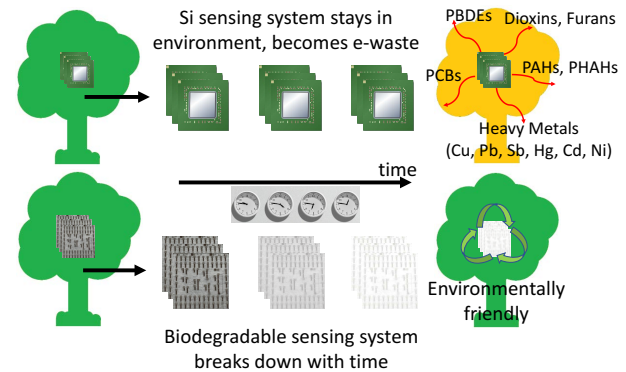 Si sensing system stays in
environment, becomes e-waste
PBDEs
Dioxins, Furans
PCBs
PAHs, PHAHs
Heavy Metals
(Cu, Pb, Sb, Hg, Cd, Ni)
time
Environmentally
friendly
Biodegradable sensing system
breaks down with time